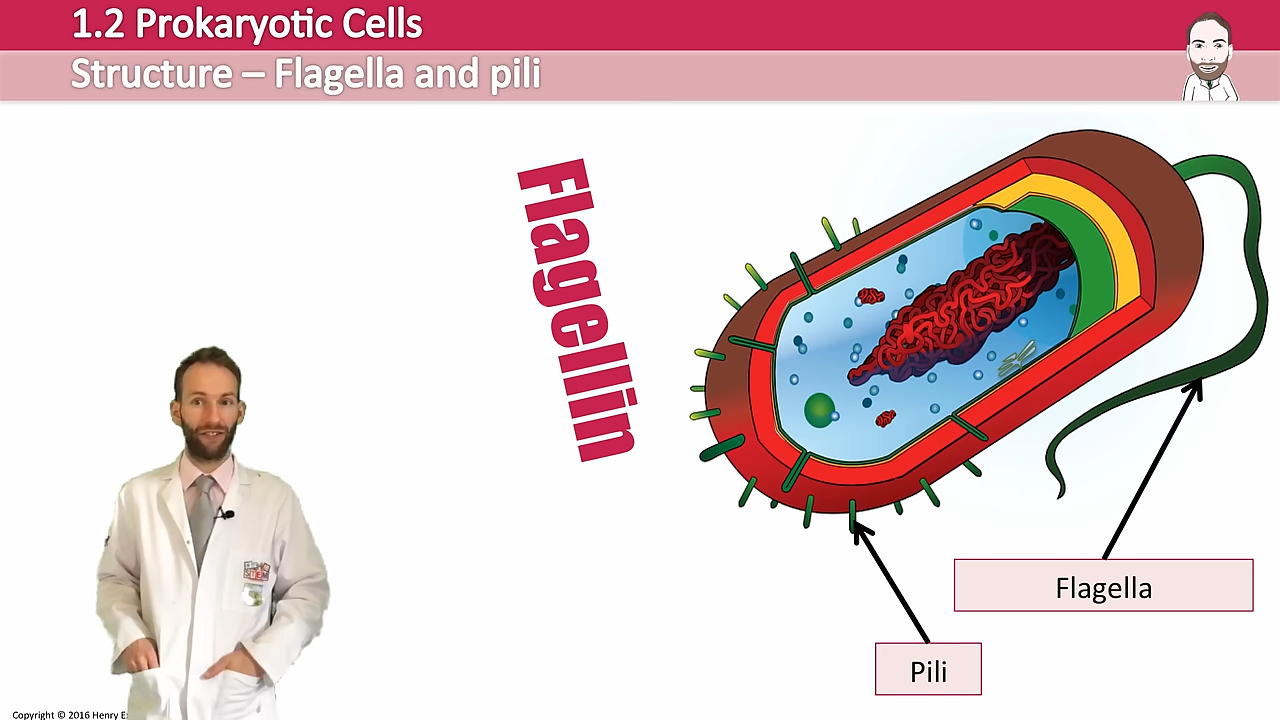 1.2 Prokaryotic Cells
Structure – Flagella and pili
Flagellin
Flagella
Pili
Copyright © 2016 Henry